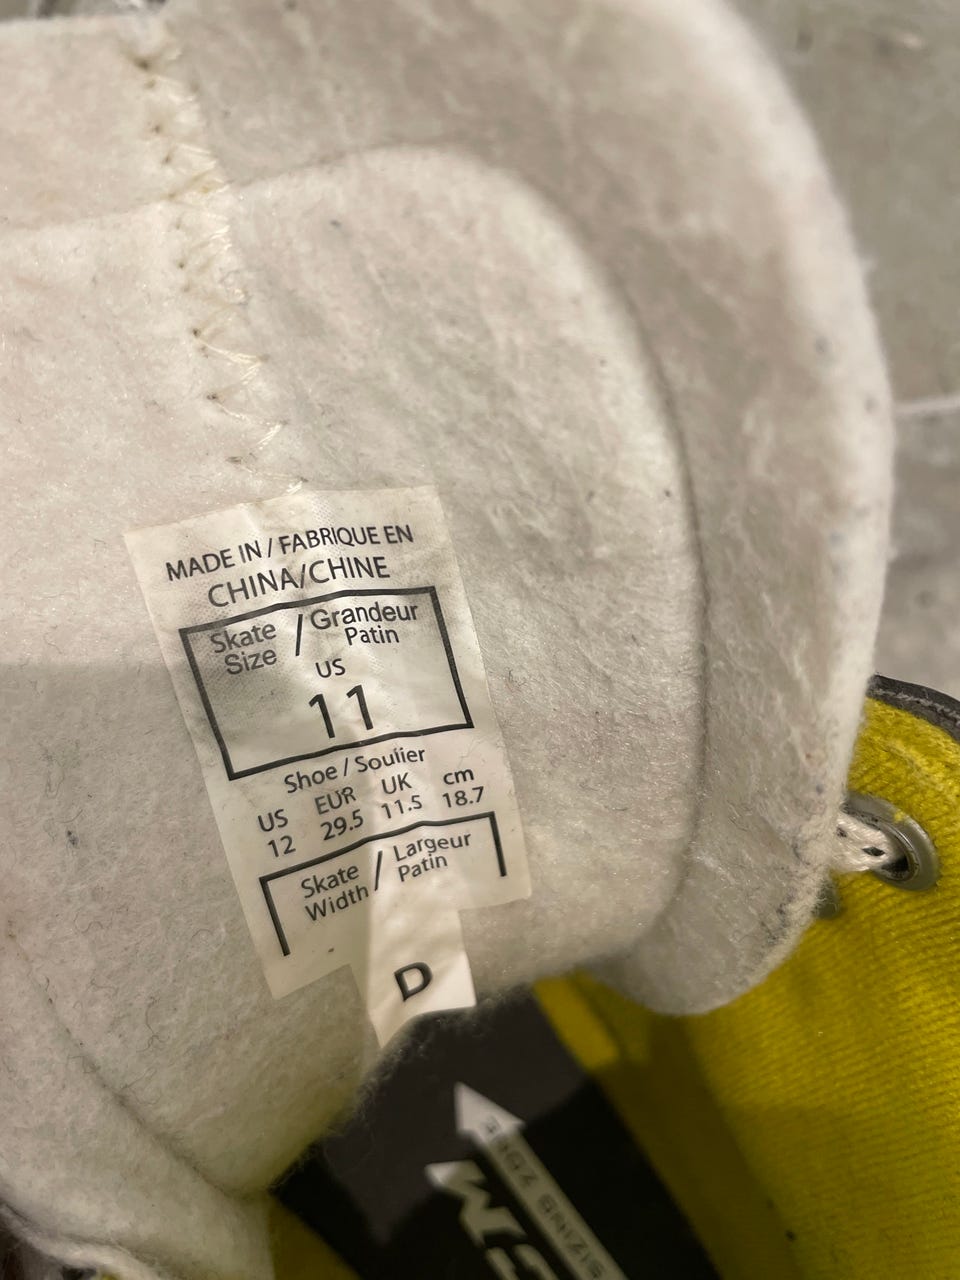 MADE IN / FABRIQUE EN
CHINA/CHINE
Skate Size / Grandeur Patin
US
11
Shoe / Soulier
US EUR UK cm
12 29.5 11.5 18.7
Skate Width / Largeur Patin
D
SIZING